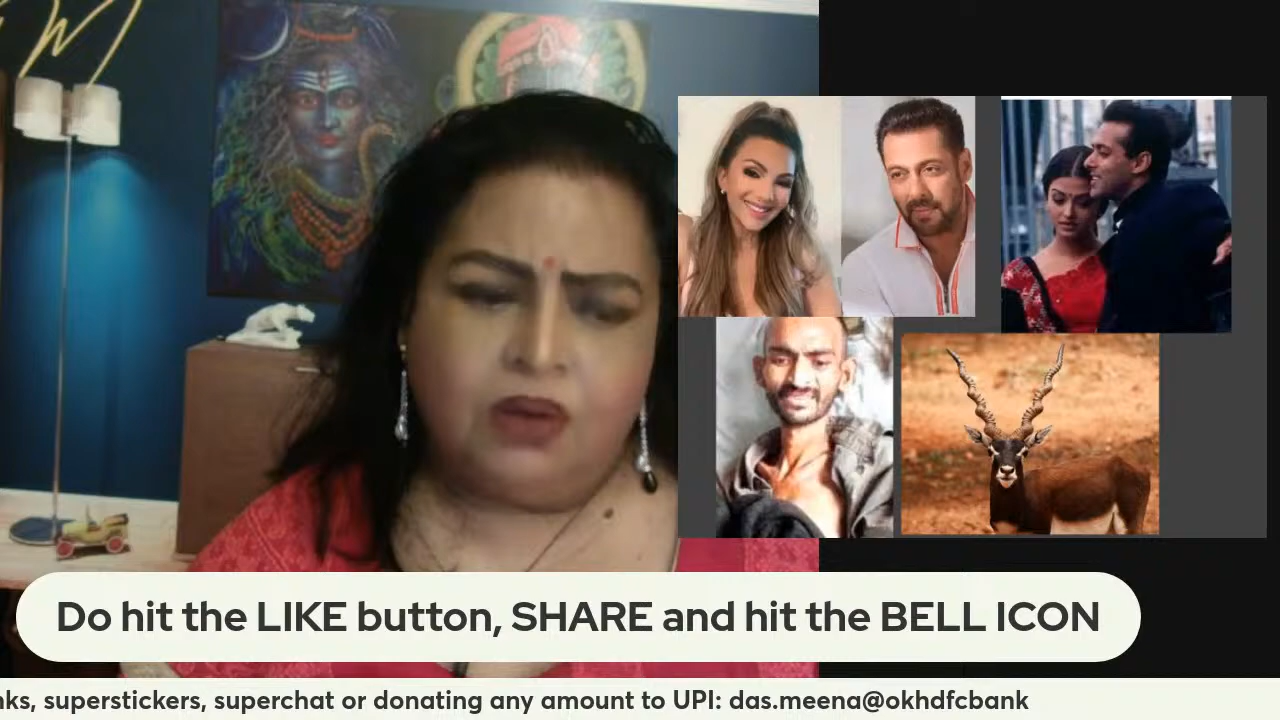 Do hit the LIKE button, SHARE and hit the BELL ICON
nks, superstickers, superchat or donating any amount to UPI: das.meena@okhdfcbank